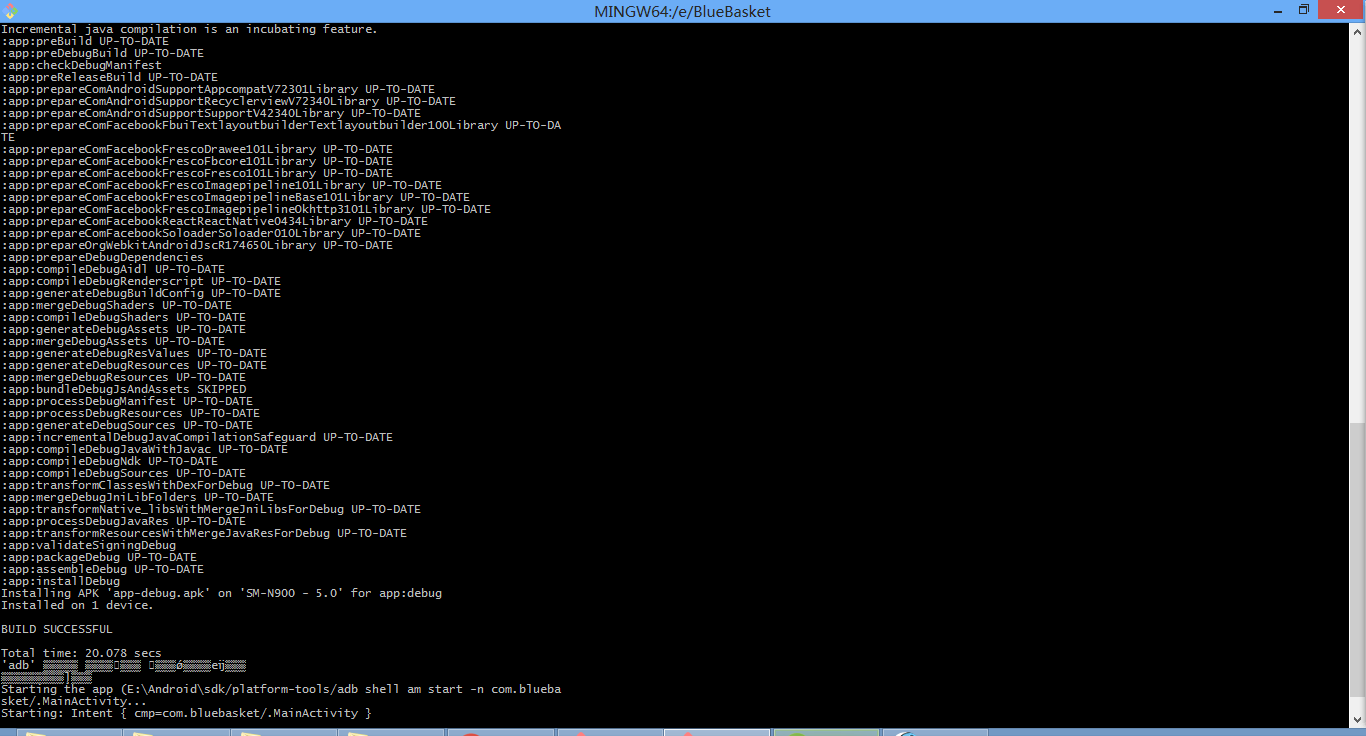 MINGW64:/e/BlueBasket
Incremental java compilation is an incubating feature.
:app:preBuild UP-TO-DATE
:app:preDebugBuild UP-TO-DATE
:app:checkDebugManifest
:app:preReleaseBuild UP-TO-DATE
:app:prepareComAndroidSupportAppcompatV72301Library UP-TO-DATE
:app:prepareComAndroidSupportRecyclerviewV72340Library UP-TO-DATE
:app:prepareComAndroidSupportSupportV42340Library UP-TO-DATE
:app:prepareComFacebookFbuiTextlayoutbuilderTextlayoutbuilder100Library UP-TO-DA
TE
:app:prepareComFacebookFrescoDrawee101Library UP-TO-DATE
:app:prepareComFacebookFrescoFbcore101Library UP-TO-DATE
:app:prepareComFacebookFrescoFresco101Library UP-TO-DATE
:app:prepareComFacebookFrescoImagepipeline101Library UP-TO-DATE
:app:prepareComFacebookFrescoImagepipelineBase101Library UP-TO-DATE
:app:prepareComFacebookFrescoImagepipelineOkhttp3101Library UP-TO-DATE
:app:prepareComFacebookReactReactNative0434Library UP-TO-DATE
:app:prepareComFacebookSoloaderSoloader010Library UP-TO-DATE
:app:prepareOrgWebkitAndroidJscR174650Library UP-TO-DATE
:app:prepareDebugDependencies
:app:compileDebugAidl UP-TO-DATE
:app:compileDebugRenderscript UP-TO-DATE
:app:generateDebugBuildConfig UP-TO-DATE
:app:mergeDebugShaders UP-TO-DATE
:app:compileDebugShaders UP-TO-DATE
:app:generateDebugAssets UP-TO-DATE
:app:mergeDebugAssets UP-TO-DATE
:app:generateDebugResValues UP-TO-DATE
:app:generateDebugResources UP-TO-DATE
:app:mergeDebugResources UP-TO-DATE
:app:bundleDebugJsAndAssets SKIPPED
:app:processDebugManifest UP-TO-DATE
:app:processDebugResources UP-TO-DATE
:app:generateDebugSources UP-TO-DATE
:app:incrementalDebugJavaCompilationSafeguard UP-TO-DATE
:app:compileDebugJavaWithJavac UP-TO-DATE
:app:compileDebugNdk UP-TO-DATE
:app:compileDebugSources UP-TO-DATE
:app:transformClassesWithDexForDebug UP-TO-DATE
:app:mergeDebugJniLibFolders UP-TO-DATE
:app:transformNative_libsWithMergeJniLibsForDebug UP-TO-DATE
:app:processDebugJavaRes UP-TO-DATE
:app:transformResourcesWithMergeJavaResForDebug UP-TO-DATE
:app:validateSigningDebug
:app:packageDebug UP-TO-DATE
:app:assembleDebug UP-TO-DATE
:app:installDebug
Installing APK 'app-debug.apk' on 'SM-N900 - 5.0' for app:debug
Installed on 1 device.
BUILD SUCCESSFUL
Total time: 20.078 secs
'adb'
Starting the app (E:\Android\sdk/platform-tools/adb shell am start -n com.blueba
sket/.MainActivity...
Starting: Intent { cmp=com.bluebasket/.MainActivity }